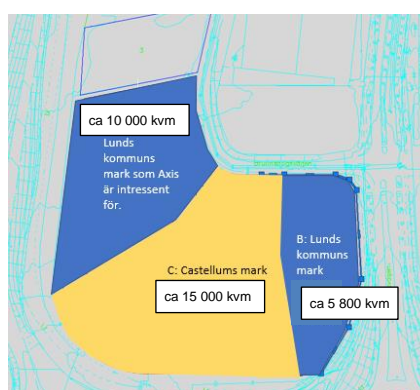 ca 10 000 kvm
Lunds
kommuns
mark som Axis
är intressent
för.
B: Lunds
kommuns
mark
C: Castellums mark
ca 15 000 kvm
ca 5 800 kvm